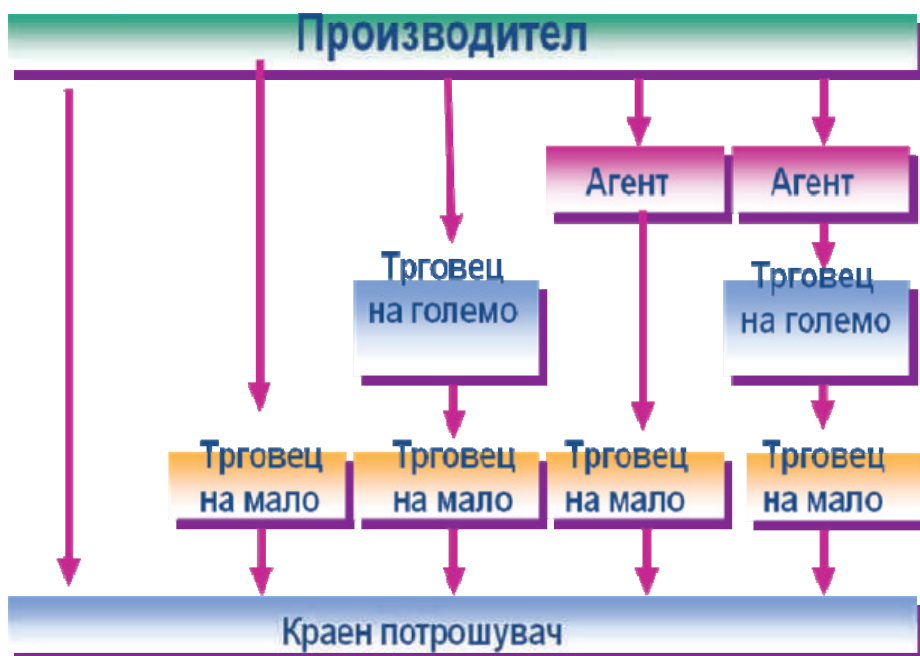 Производител
Агент
Агент
Трговец
на големо
Трговец
на големо
Трговец
на мало
Трговец
на мало
Трговец
на мало
Трговец
на мало
Краен потрошувач